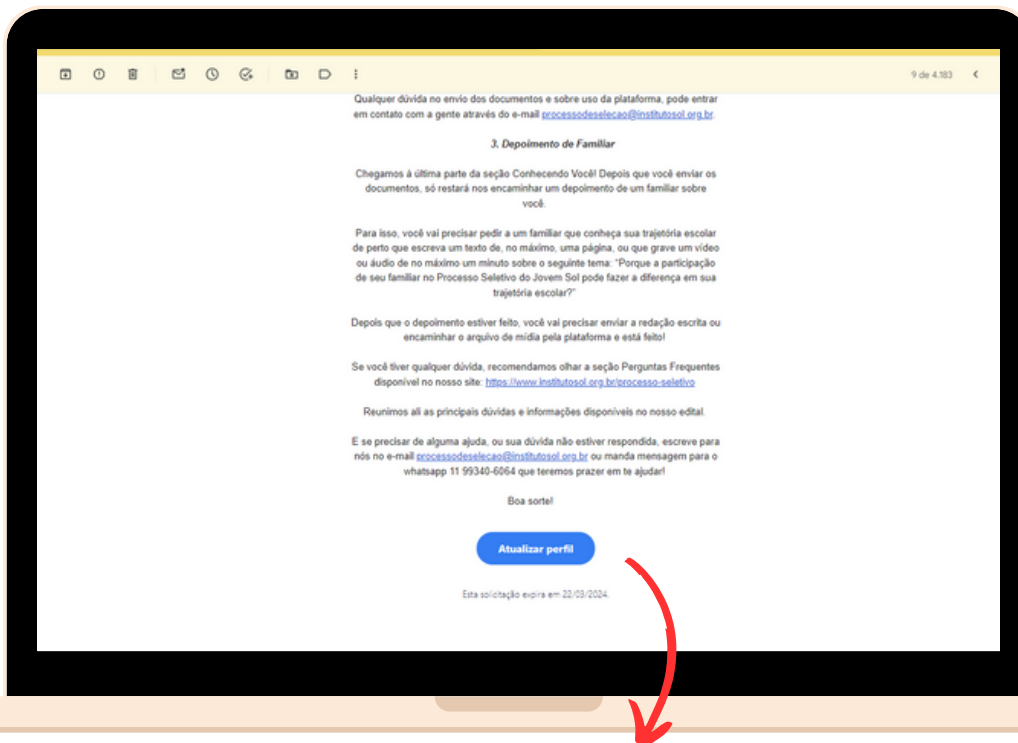 9 de 4.183
Qualquer dúvida no envio dos documentos e sobre uso da plataforma, pode entrar
em contato com a gente através do e-mail processodeselecao@institutosol.org.br.
3. Depoimento de Familiar
Chegamos à última parte da seção Conhecendo Você! Depois que você enviar os
documentos, só restará nos encaminhar um depoimento de um familiar sobre
você.
Para isso, você vai precisar pedir a um familiar que conheça sua trajetória escolar
de perto que escreva um texto de, no máximo, uma página, ou que grave um vídeo
ou áudio de no máximo um minuto sobre o seguinte tema: “Porque a participação
de seu familiar no Processo Seletivo do Jovem Sol pode fazer a diferença em sua
trajetória escolar?”
Depois que o depoimento estiver feito, você vai precisar enviar a redação escrita ou
encaminhar o arquivo de mídia pela plataforma e está feito!
Se você tiver qualquer dúvida, recomendamos olhar a seção Perguntas Frequentes
disponível no nosso site: https://www.institutosol.org.br/processo-seletivo
Reunimos ali as principais dúvidas e informações disponíveis no nosso edital.
E se precisar de alguma ajuda, ou sua dúvida não estiver respondida, escreve para
nós no e-mail processodeselecao@institutosol.org.br ou manda mensagem para o
whatsapp 11 99340-6064 que teremos prazer em te ajudar!
Boa sorte!
Atualizar perfil
Esta solicitação expira em 22/03/2024.